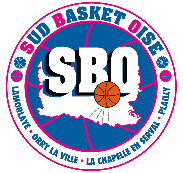 SUD BASKET OISE
SBO
LAMORLAYE • ORRY LA VILLE • LA CHAPELLE EN SERVAL • PLAILLY